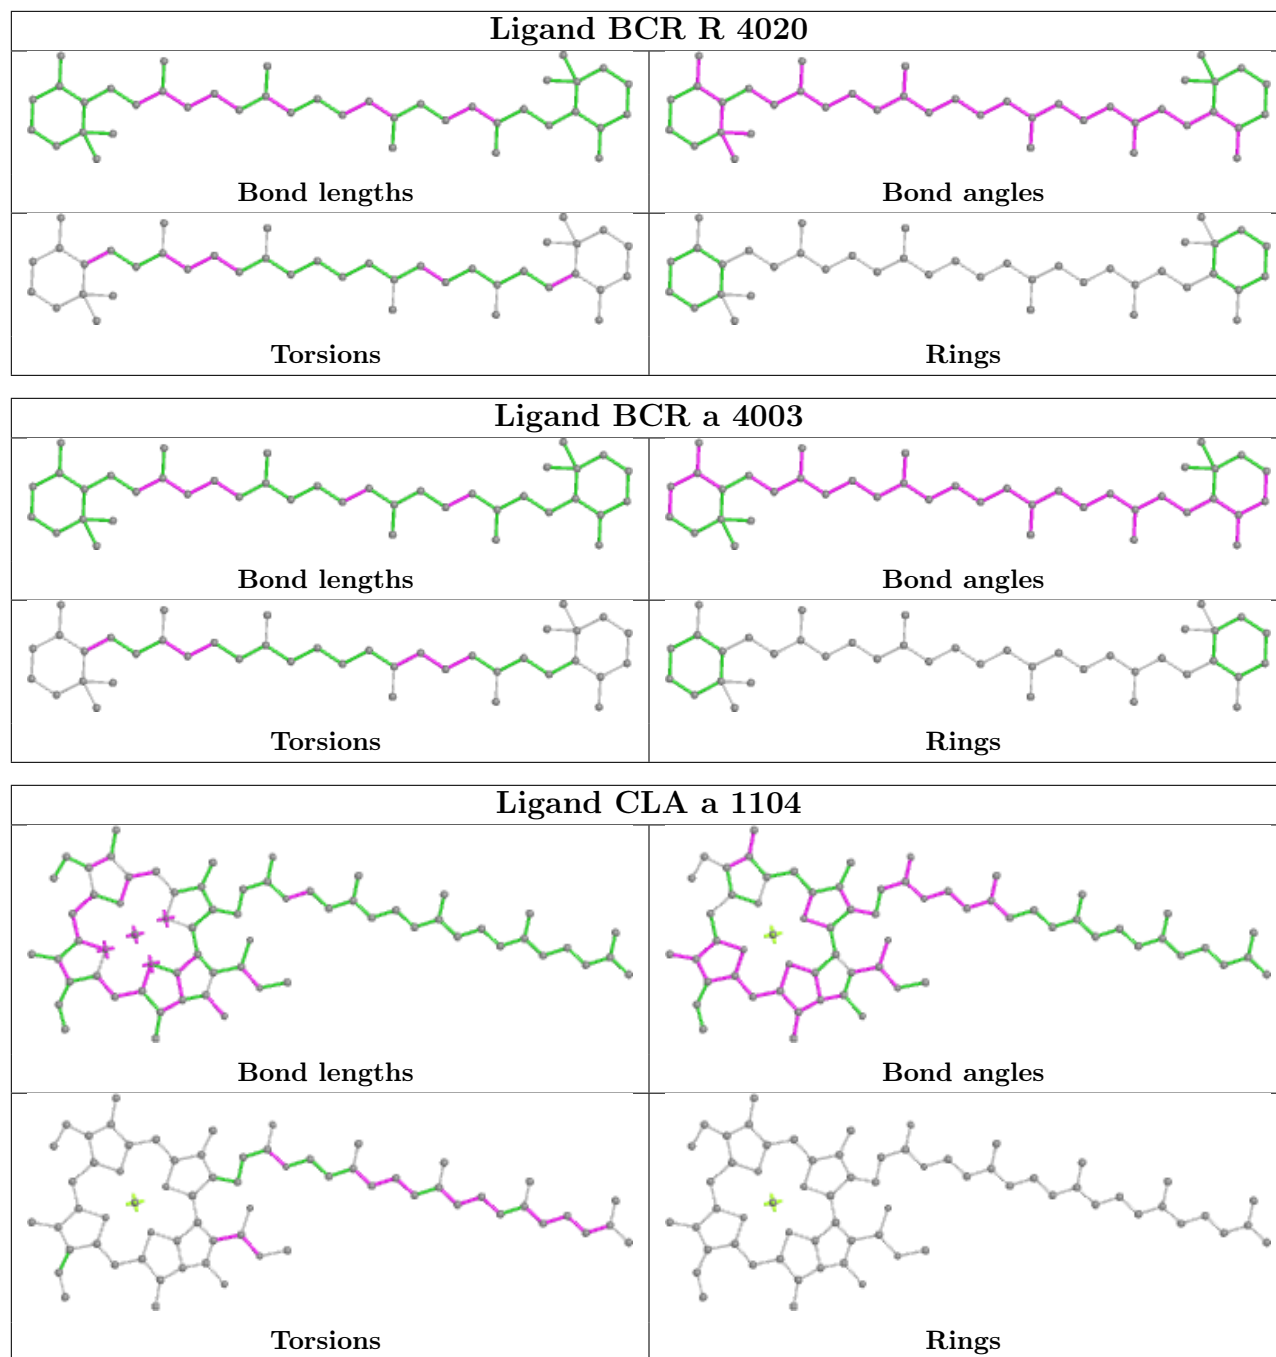 Ligand BCR R 4020
Bond lengths
Bond angles
Torsions
Rings
Ligand BCR a 4003
Bond lengths
Bond angles
Torsions
Rings
Ligand CLA a 1104
Bond lengths
Bond angles
Torsions
Rings